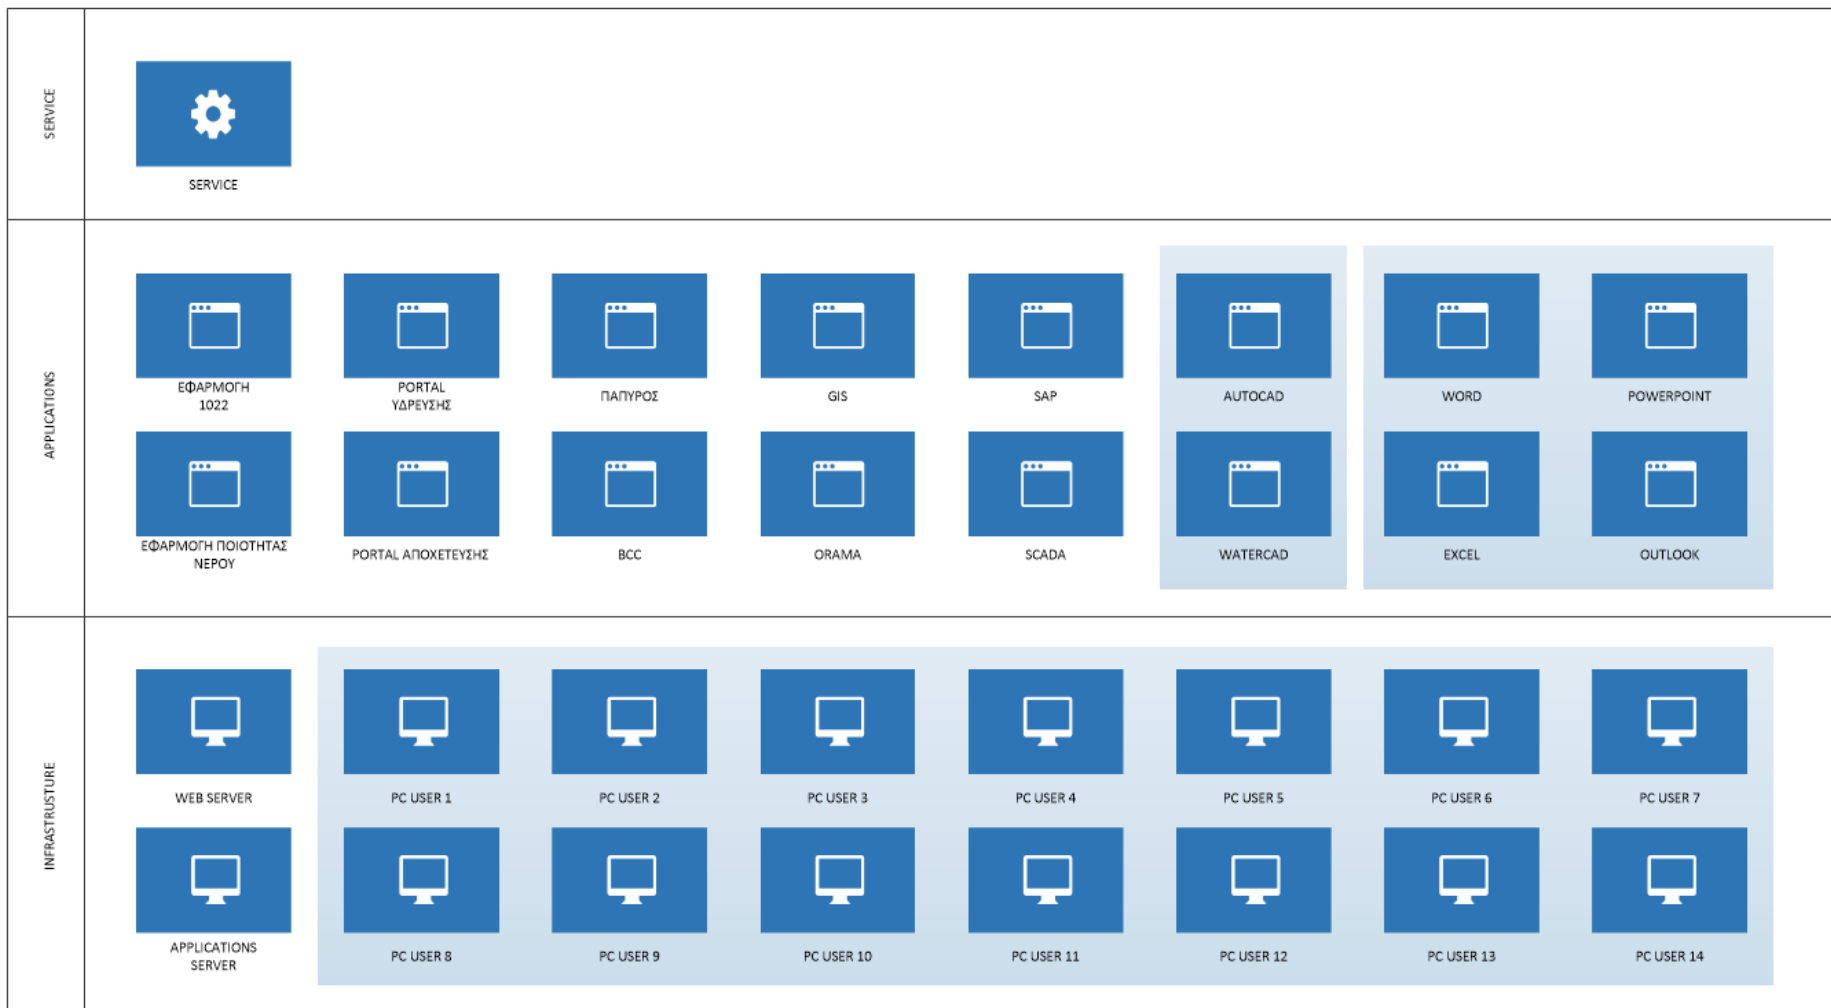 SERVICE
SERVICE
APPLICATIONS
ΕΦΑΡΜΟΓΗ
1022
PORTAL
ΥΔΡΕΥΣΗΣ
ΠΑΠΥΡΟΣ
GIS
SAP
AUTOCAD
WORD
POWERPOINT
ΕΦΑΡΜΟΓΗ ΠΟΙΟΤΗΤΑΣ
ΝΕΡΟΥ
PORTAL ΑΠΟΧΕΤΕΥΣΗΣ
BCC
ORAMA
SCADA
WATERCAD
EXCEL
OUTLOOK
INFRASTRUSTURE
WEB SERVER
PC USER 1
PC USER 2
PC USER 3
PC USER 4
PC USER 5
PC USER 6
PC USER 7
APPLICATIONS
SERVER
PC USER 8
PC USER 9
PC USER 10
PC USER 11
PC USER 12
PC USER 13
PC USER 14